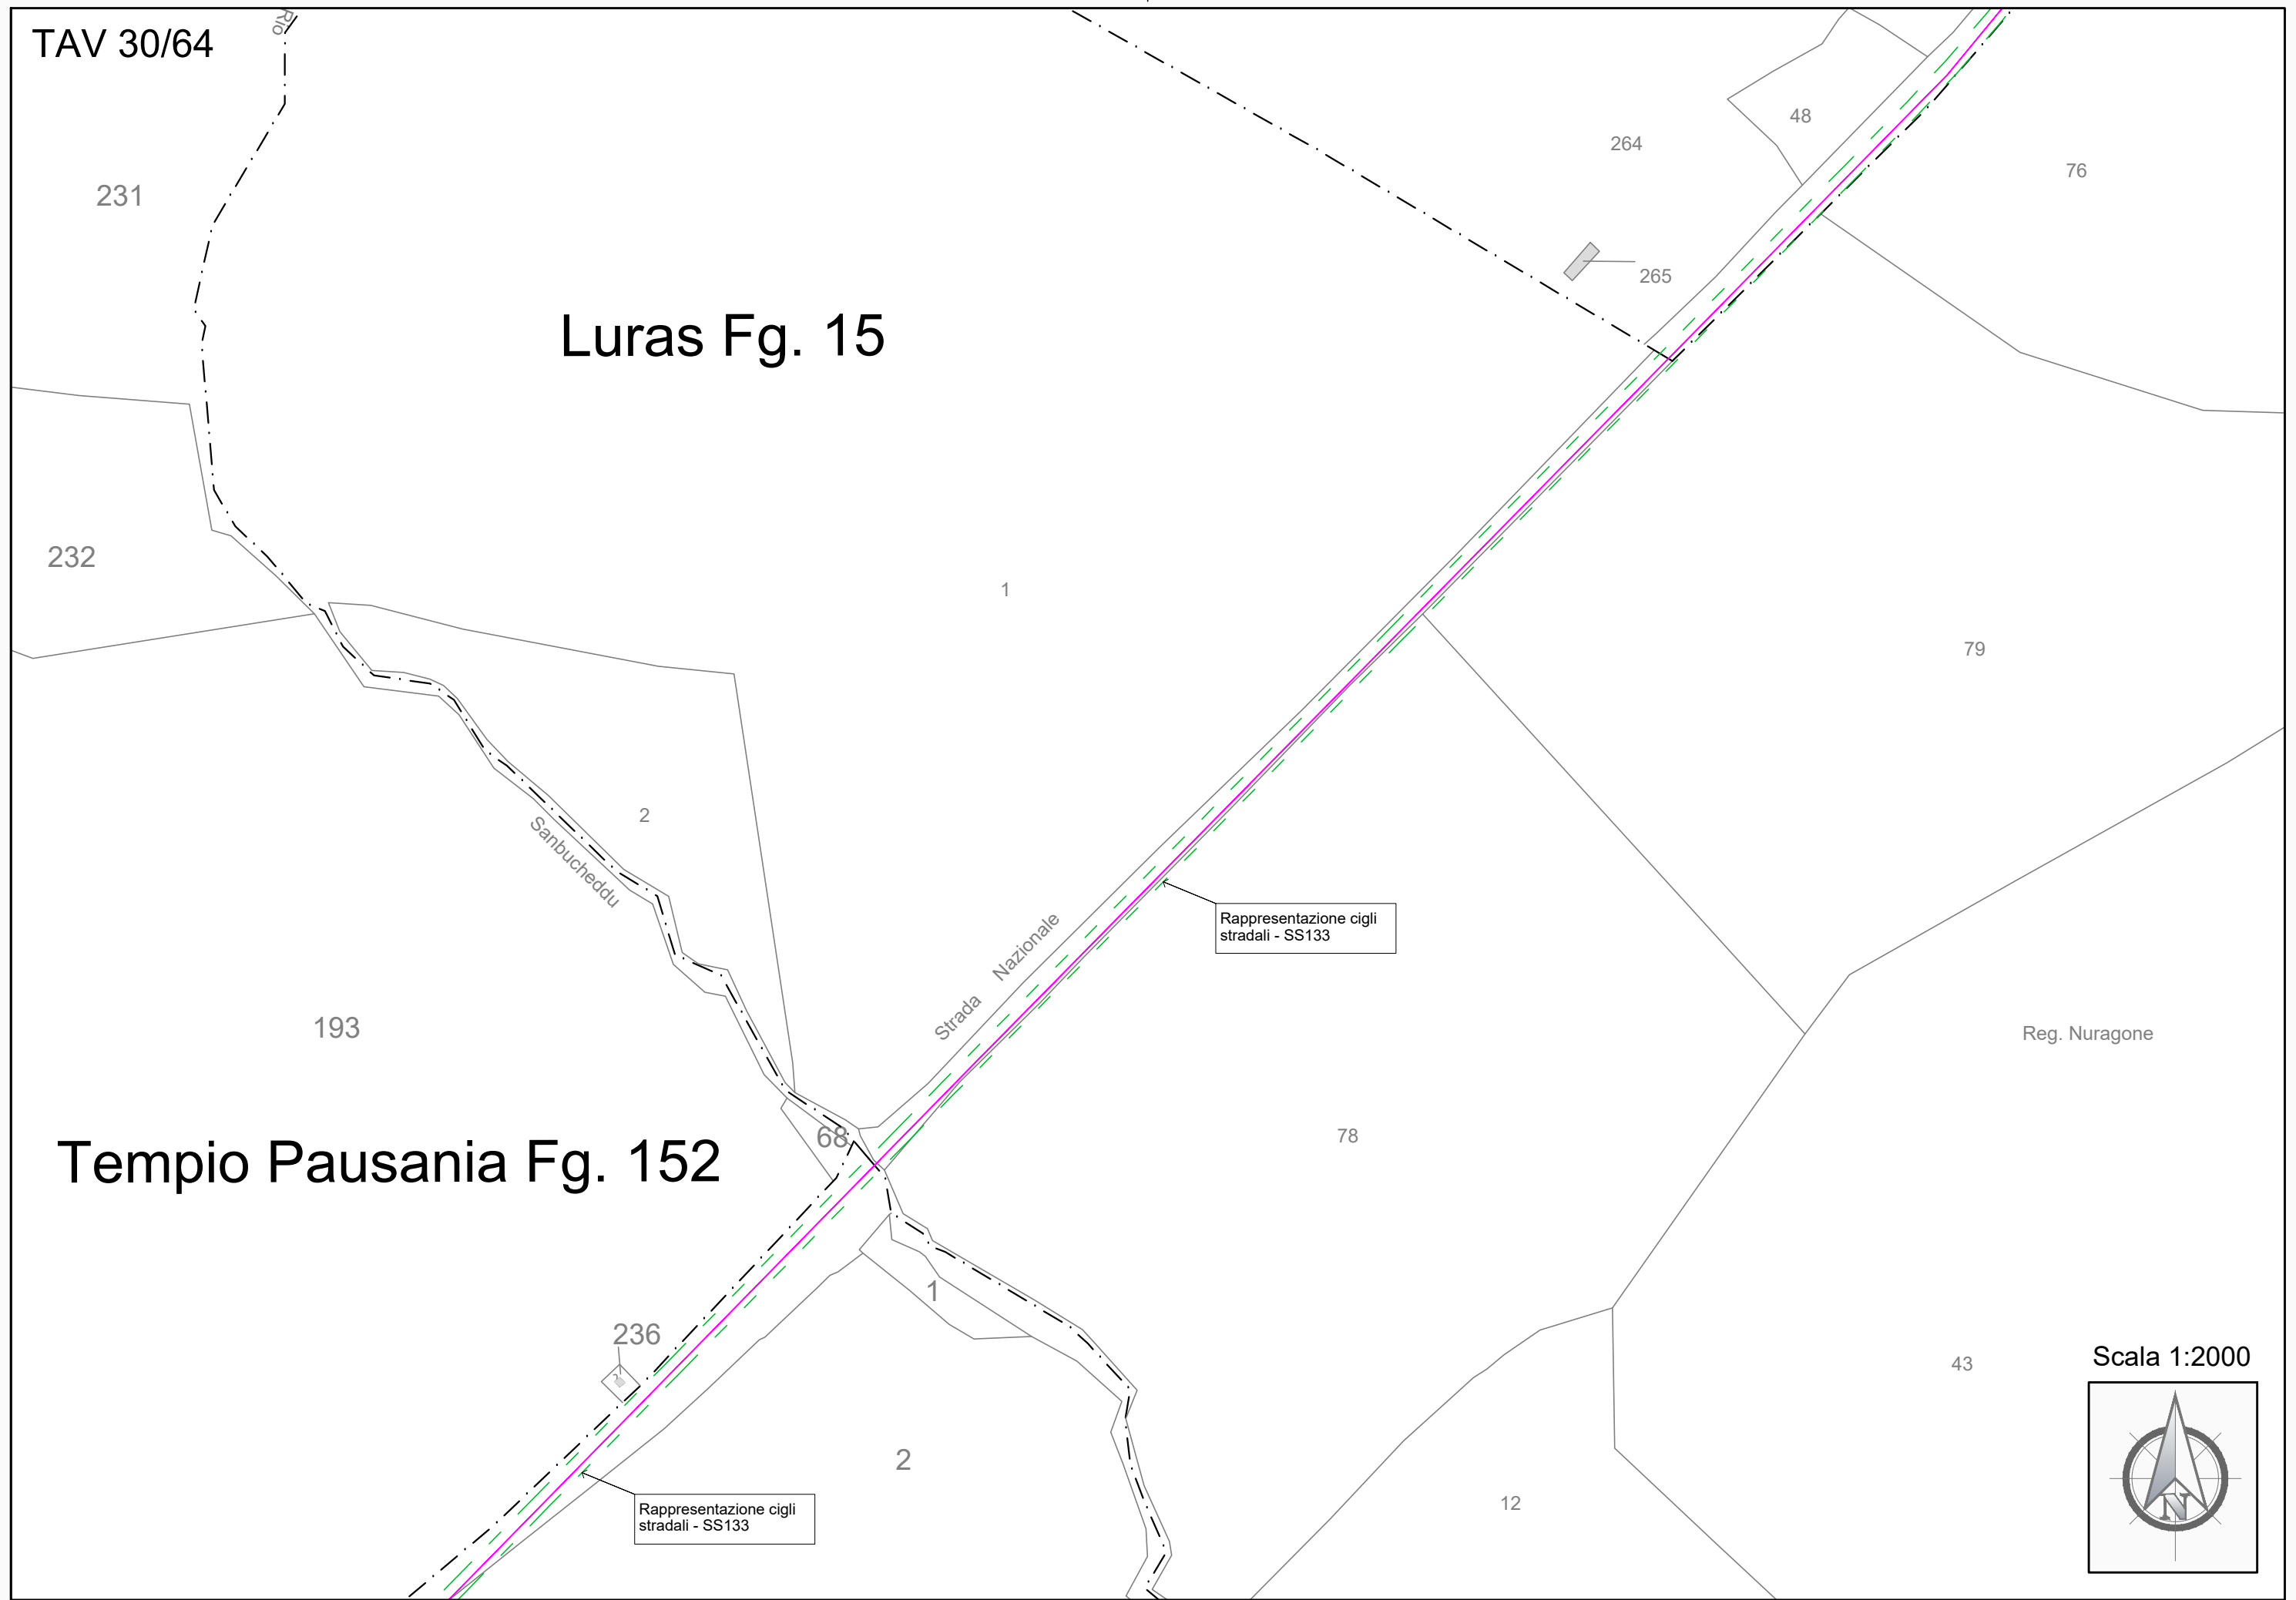 TAV 30/64
Rio
48
264
76
231
265
Luras Fg. 15
232
1
79
2
Sanbucheddu
Rappresentazione cigli
stradali - SS133
Strada Nazionale
193
Reg. Nuragone
68
78
Tempio Pausania Fg. 152
1
236
Scala 1:2000
43
2
12
Rappresentazione cigli
stradali - SS133
N